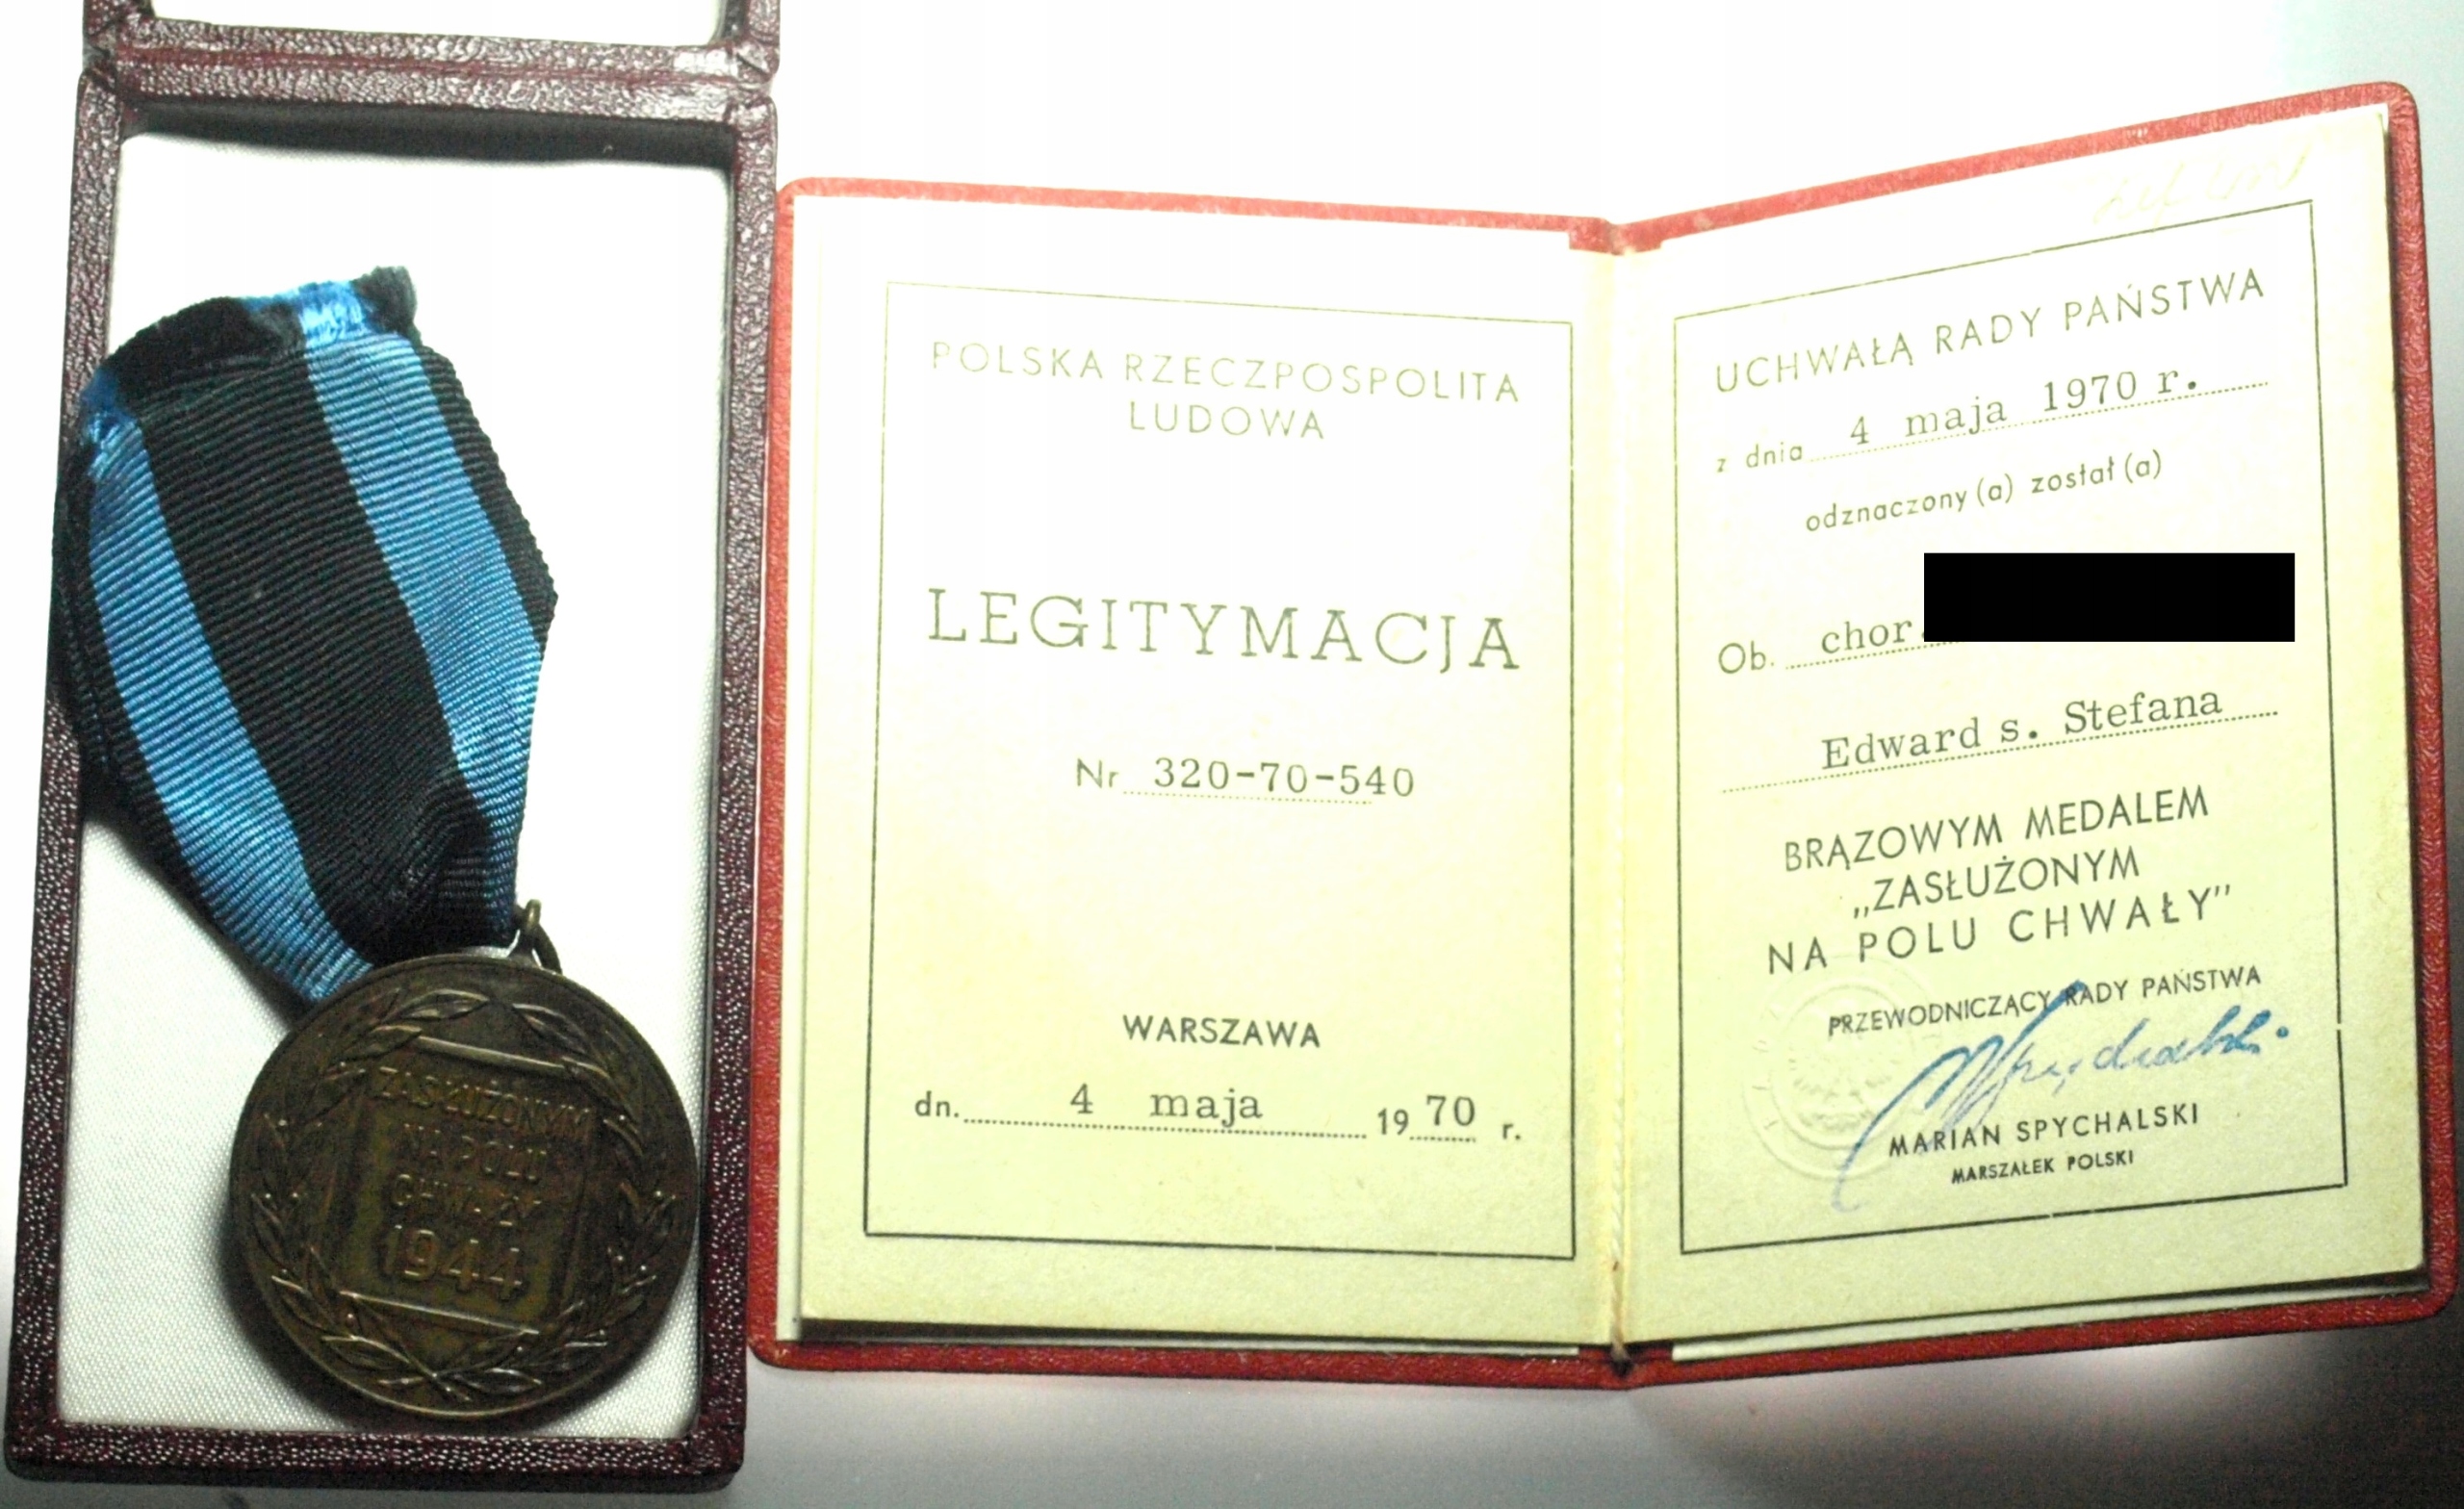 ZASŁUŻONYM
NA POLU
CHWAŁY
1944
POLSKA RZECZPOSPOLITA
LUDOWA
LEGITYMACJA
Nr 320-70-540
WARSZAWA
dn. 4 maja 1970 r.
UCHWAŁĄ RADY PAŃSTWA
z dnia 4 maja 1970 r.
odznaczony (a) został (a)
Ob. chor.
Edward s. Stefana
BRĄZOWYM MEDALEM
„ZASŁUŻONYM
NA POLU CHWAŁY"
PRZEWODNICZĄCY RADY PAŃSTWA
MARIAN SPYCHALSKI
MARSZAŁEK POLSKI